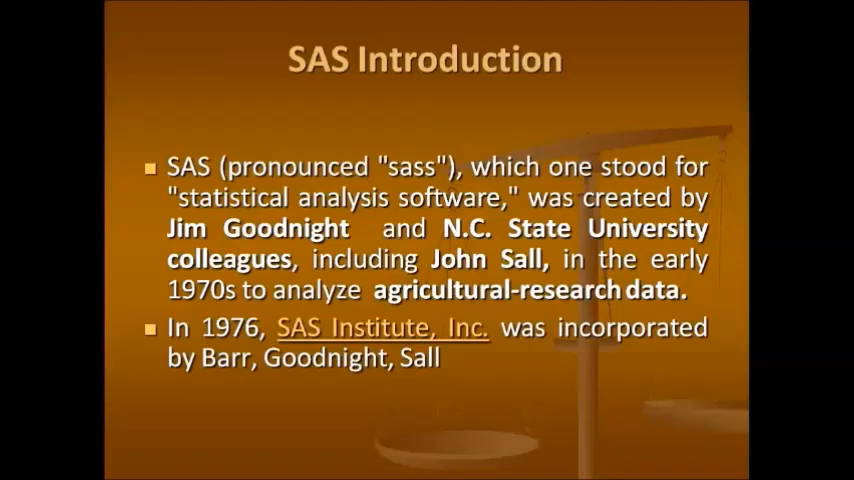 SAS Introduction
SAS (pronounced "sass"), which one stood for
"statistical analysis software," was created by
Jim Goodnight and N.C. State University
colleagues, including John Sall, in the early
1970s to analyze agricultural-research data.
In 1976, SAS Institute, Inc. was incorporated
by Barr, Goodnight, Sall